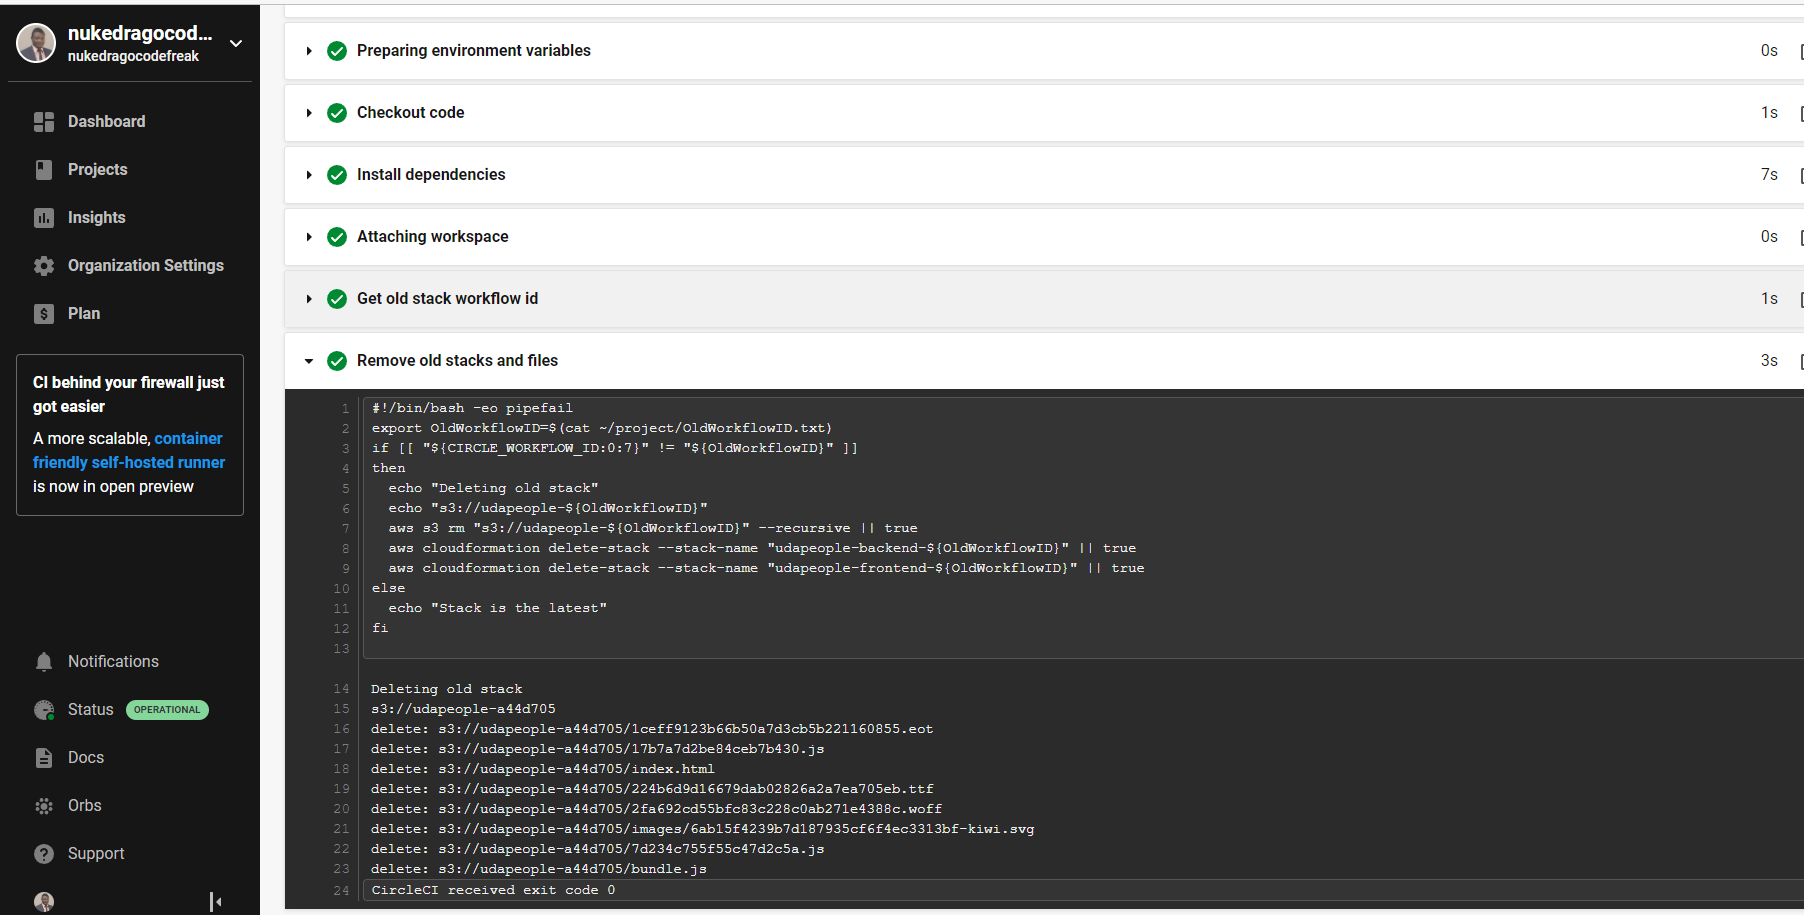 nukedragocod...
nukedragocodefreak
Dashboard
Projects
Insights
Organization Settings
Plan
CI behind your firewall just
got easier
A more scalable, container
friendly self-hosted runner
is now in open preview
Notifications
Status OPERATIONAL
Docs
Orbs
Support
Preparing environment variables 0s
Checkout code 1s
Install dependencies 7s
Attaching workspace 0s
Get old stack workflow id 1s
Remove old stacks and files 3s
1 #!/bin/bash -eo pipefail
2 export OldWorkflowID=$(cat ~/project/OldWorkflowID.txt)
3 if [[ "${CIRCLE_WORKFLOW_ID:0:7}" != "${OldWorkflowID}" ]]
4 then
5   echo "Deleting old stack"
6   echo "s3://udapeople-${OldWorkflowID}"
7   aws s3 rm "s3://udapeople-${OldWorkflowID}" --recursive || true
8   aws cloudformation delete-stack --stack-name "udapeople-backend-${OldWorkflowID}" || true
9   aws cloudformation delete-stack --stack-name "udapeople-frontend-${OldWorkflowID}" || true
10 else
11   echo "Stack is the latest"
12 fi
13
14 Deleting old stack
15 s3://udapeople-a44d705
16 delete: s3://udapeople-a44d705/1ceff9123b66b50a7d3cb5b221160855.eot
17 delete: s3://udapeople-a44d705/17b7a7d2be84ceb7b430.js
18 delete: s3://udapeople-a44d705/index.html
19 delete: s3://udapeople-a44d705/224b6d9d16679dab02826a2a7ea705eb.ttf
20 delete: s3://udapeople-a44d705/2fa692cd55bfc83c228c0ab271e4388c.woff
21 delete: s3://udapeople-a44d705/images/6ab15f4239b7d187935cf6f4ec3313bf-kiwi.svg
22 delete: s3://udapeople-a44d705/7d234c755f55c47d2c5a.js
23 delete: s3://udapeople-a44d705/bundle.js
24 CircleCI received exit code 0